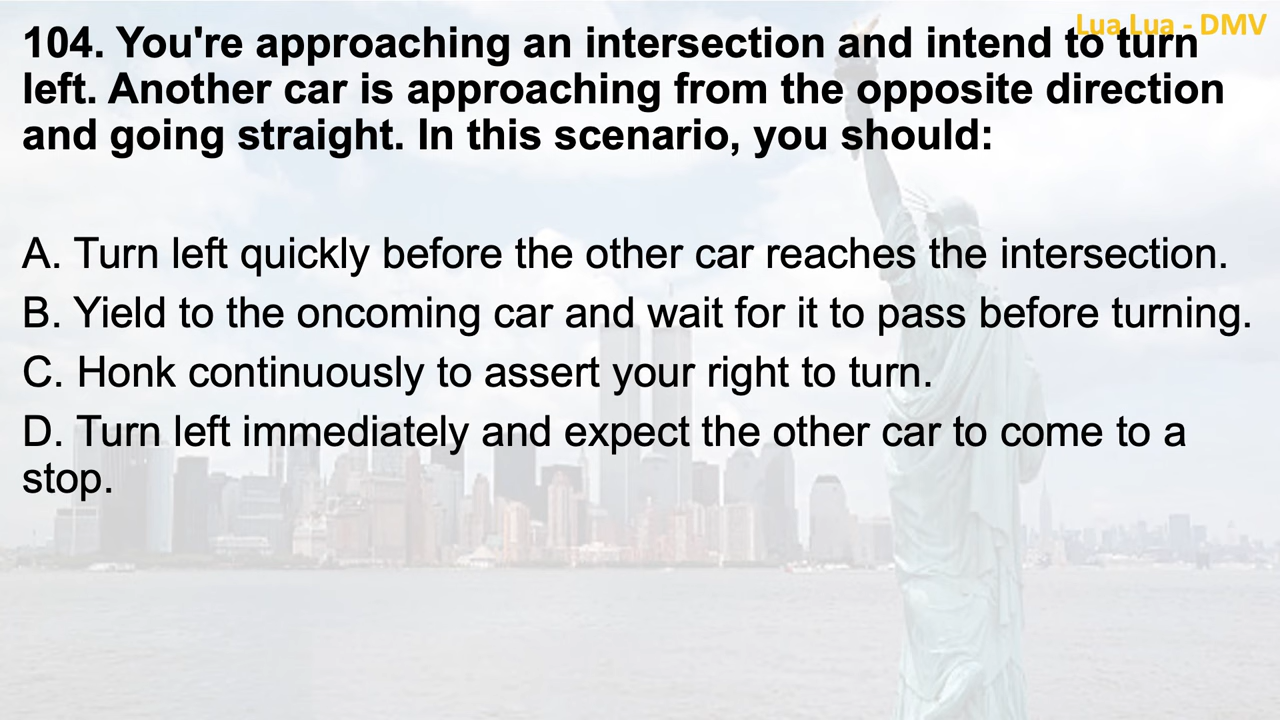 Lua Lua - DMV
104. You're approaching an intersection and intend to turn
left. Another car is approaching from the opposite direction
and going straight. In this scenario, you should:
A. Turn left quickly before the other car reaches the intersection.
B. Yield to the oncoming car and wait for it to pass before turning.
C. Honk continuously to assert your right to turn.
D. Turn left immediately and expect the other car to come to a
stop.